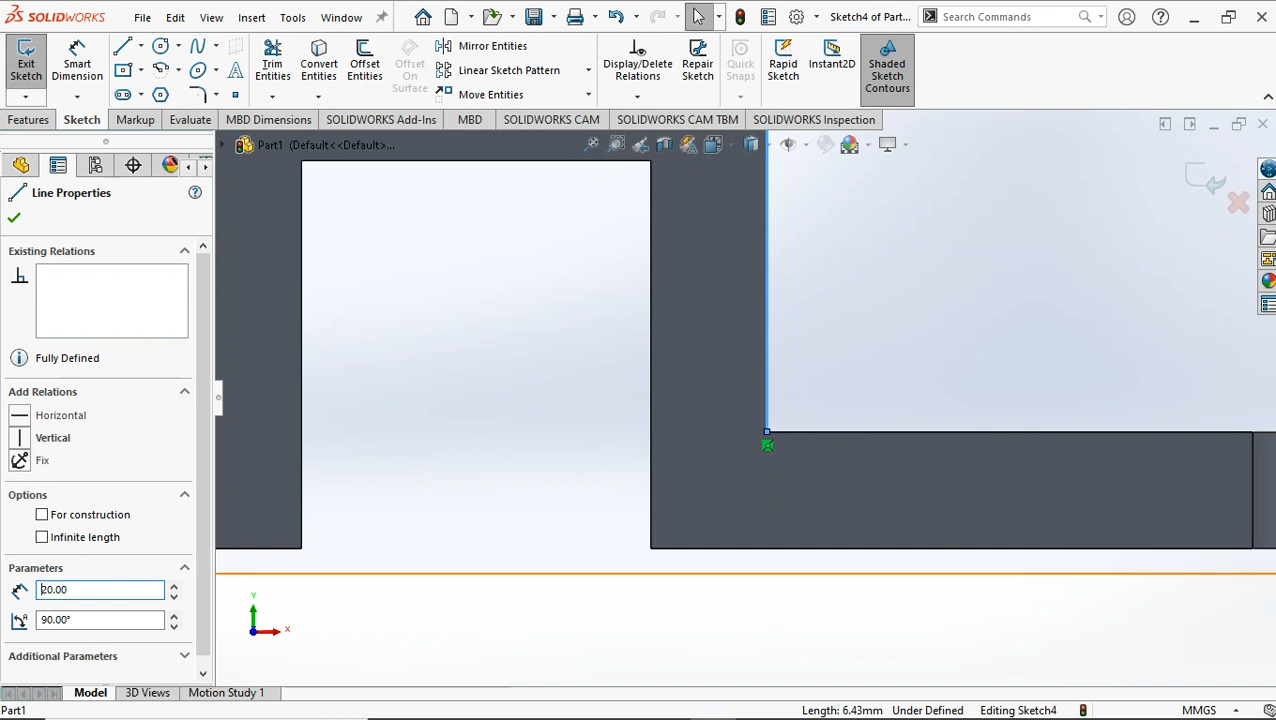 SOLIDWORKS File Edit View Insert Tools Window Sketch4 of Part... Search Commands
Exit Sketch
Smart Dimension
Trim Entities
Convert Entities
Offset Entities
Offset On Surface
Mirror Entities
Linear Sketch Pattern
Move Entities
Display/Delete Relations
Repair Sketch
Quick Snaps
Rapid Sketch
Instant2D
Shaded Sketch Contours
Features Sketch Markup Evaluate MBD Dimensions SOLIDWORKS Add-Ins MBD SOLIDWORKS CAM SOLIDWORKS CAM TBM SOLIDWORKS Inspection
Part1 (Default<<Default>...
Line Properties
Existing Relations
Fully Defined
Add Relations
Horizontal
Vertical
Fix
Options
For construction
Infinite length
Parameters
20.00
90.00°
Additional Parameters
Y
X
Model 3D Views Motion Study 1
Part1 Length: 6.43mm Under Defined Editing Sketch4 MMGS